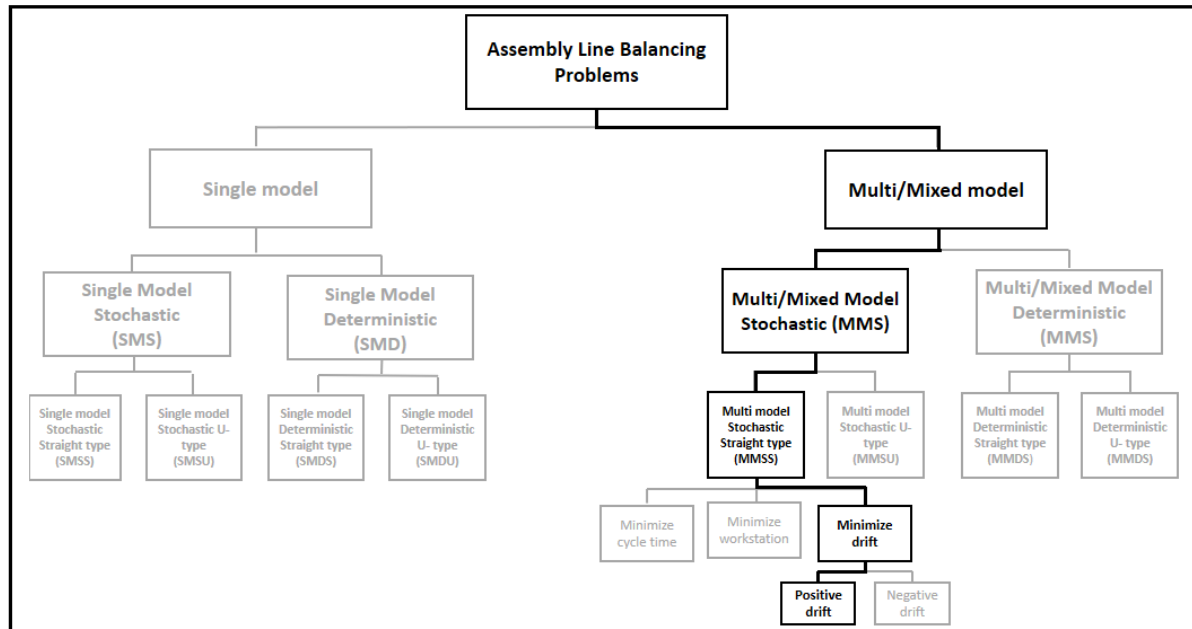 Assembly Line Balancing
Problems
Single model
Multi/Mixed model
Single Model
Stochastic
(SMS)
Single Model
Deterministic
(SMD)
Multi/Mixed Model
Stochastic (MMS)
Multi/Mixed Model
Deterministic
(MMS)
Single model
Stochastic
Straight type
(SMSS)
Single model
Stochastic U-
type
(SMSU)
Single model
Deterministic
Straight type
(SMDS)
Single model
Deterministic
U- type
(SMDU)
Multi model
Stochastic
Straight type
(MMSS)
Multi model
Stochastic U-
type
(MMSU)
Multi model
Deterministic
Straight type
(MMDS)
Multi model
Deterministic
U- type
(MMDS)
Minimize
cycle time
Minimize
workstation
Minimize
drift
Positive
drift
Negative
drift